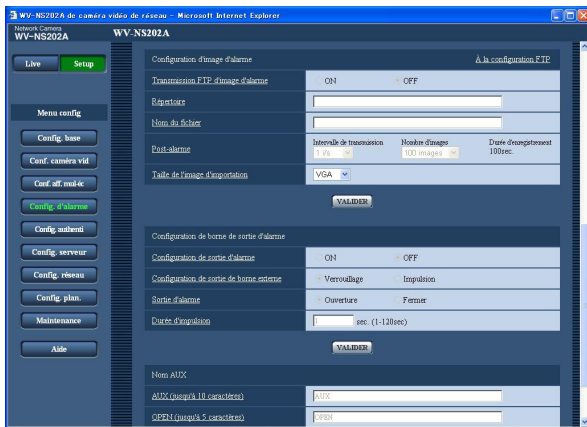 WV-NS202A de caméra vidéo de réseau - Microsoft Internet Explorer
Network Camera
WV-NS202A
WV-NS202A
Live
Setup
Menu config
Config. base
Conf. caméra vid
Conf. aff. mul-éc
Config. d'alarme
Config. authenti
Config. serveur
Config. réseau
Config. plan.
Maintenance
Aide
Configuration d'image d'alarme
À la configuration FTP
Transmission FTP d'image d'alarme
ON
OFF
Répertoire
Nom du fichier
Post-alarme
Intervalle de transmission
Nombre d'images
Durée d'enregistrement
1 i/s
100 images
100sec.
Taille de l'image d'importation
VGA
VALIDER
Configuration de borne de sortie d'alarme
Configuration de sortie d'alarme
ON
OFF
Configuration de sortie de borne externe
Verrouillage
Impulsion
Sortie d'alarme
Ouverture
Fermer
Durée d'impulsion
1
sec. (1-120sec)
VALIDER
Nom AUX
AUX (jusqu'à 10 caractères)
AUX
OPEN (jusqu'à 5 caractères)
OPEN